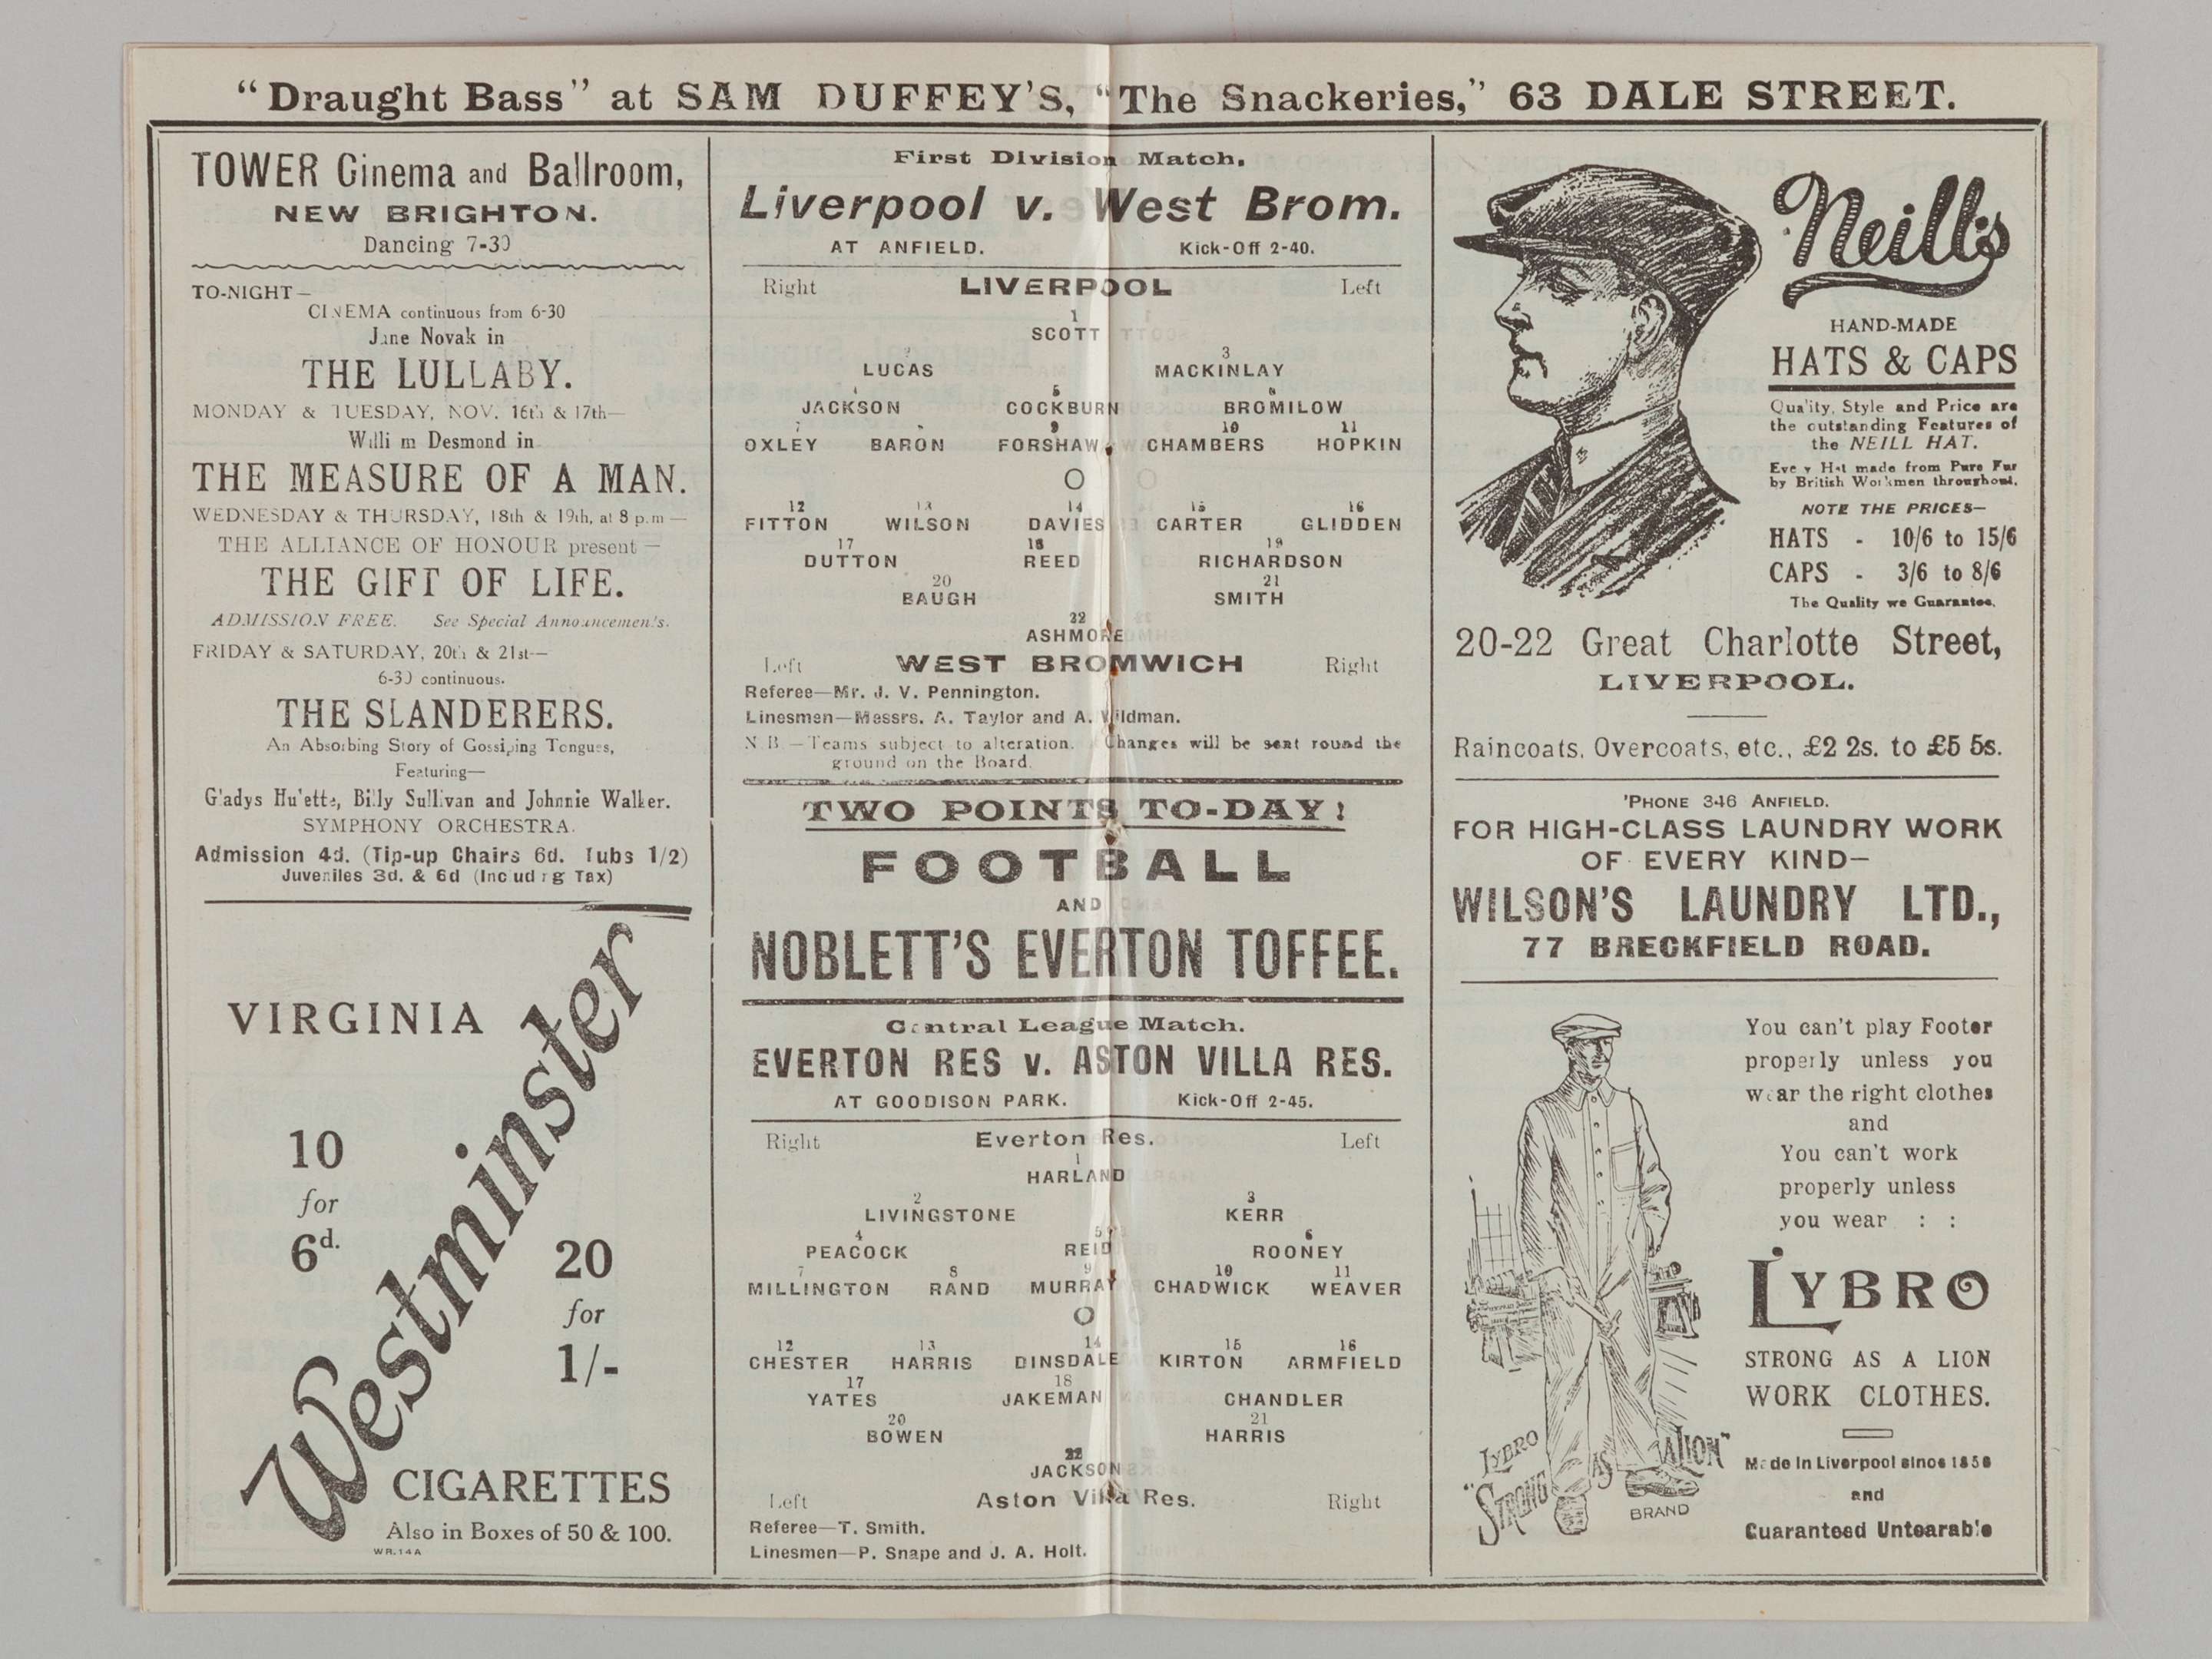 "Draught Bass" at SAM DUFFEY'S, "The Snackeries," 63 DALE STREET.
TOWER Cinema and Ballroom,
NEW BRIGHTON.
Dancing 7-30
TO-NIGHT—
CINEMA continuous from 6-30
Jane Novak in
THE LULLABY.
MONDAY & TUESDAY, NOV. 16th & 17th—
Willi m Desmond in
THE MEASURE OF A MAN.
WEDNESDAY & THURSDAY, 18th & 19th, at 8 p.m—
THE ALLIANCE OF HONOUR present—
THE GIFT OF LIFE.
ADMISSION FREE. See Special Announcements.
FRIDAY & SATURDAY, 20th & 21st—
6-30 continuous.
THE SLANDERERS.
An Absorbing Story of Gossiping Tongues,
Featuring—
Gladys Hulette, Billy Sullivan and Johnnie Walker.
SYMPHONY ORCHESTRA.
Admission 4d. (Tip-up Chairs 6d. Tubs 1/2)
Juveniles 3d. & 6d (Includirg Tax)
VIRGINIA
Westminster
10
for
6d.
20
for
1/-
CIGARETTES
Also in Boxes of 50 & 100.
WR.14A
First Division Match,
Liverpool v. West Brom.
AT ANFIELD. Kick-Off 2-40.
Right LIVERPOOL Left
1
SCOTT
2 3
LUCAS MACKINLAY
4 5 6
JACKSON COCKBURN BROMILOW
7 9 10 11
OXLEY BARON FORSHAW CHAMBERS HOPKIN
O
12 13 14 15 16
FITTON WILSON DAVIES CARTER GLIDDEN
17 18 19
DUTTON REED RICHARDSON
20 21
BAUGH SMITH
22
ASHMORE
Left WEST BROMWICH Right
Referee—Mr. J. V. Pennington.
Linesmen—Messrs. A. Taylor and A. Wildman.
N.B.—Teams subject to alteration. Changes will be sent round the
ground on the Board.
TWO POINTS TO-DAY!
FOOTBALL
AND
NOBLETT'S EVERTON TOFFEE.
Central League Match.
EVERTON RES v. ASTON VILLA RES.
AT GOODISON PARK. Kick-Off 2-45.
Right Everton Res. Left
1
HARLAND
2 3
LIVINGSTONE KERR
4 5 6
PEACOCK REID ROONEY
7 8 9 10 11
MILLINGTON RAND MURRAY CHADWICK WEAVER
O
12 13 14 15 16
CHESTER HARRIS DINSDALE KIRTON ARMFIELD
17 18
YATES JAKEMAN CHANDLER
20 21
BOWEN HARRIS
22
JACKSON
Left Aston Villa Res. Right
Referee—T. Smith.
Linesmen—P. Snape and J. A. Holt.
Neill's
HAND-MADE
HATS & CAPS
Quality, Style and Price are
the outstanding Features of
the NEILL HAT.
Every Hat made from Pure Fur
by British Workmen throughout.
NOTE THE PRICES—
HATS - 10/6 to 15/6
CAPS - 3/6 to 8/6
The Quality we Guarantee.
20-22 Great Charlotte Street,
LIVERPOOL.
Raincoats, Overcoats, etc., £2 2s. to £5 5s.
'PHONE 346 ANFIELD.
FOR HIGH-CLASS LAUNDRY WORK
OF EVERY KIND—
WILSON'S LAUNDRY LTD.,
77 BRECKFIELD ROAD.
You can't play Footer
properly unless you
wear the right clothes
and
You can't work
properly unless
you wear : :
LYBRO
STRONG AS A LION
WORK CLOTHES.
Made in Liverpool since 1850
and
Guaranteed Untearable
LYBRO
"STRONG AS A LION"
BRAND